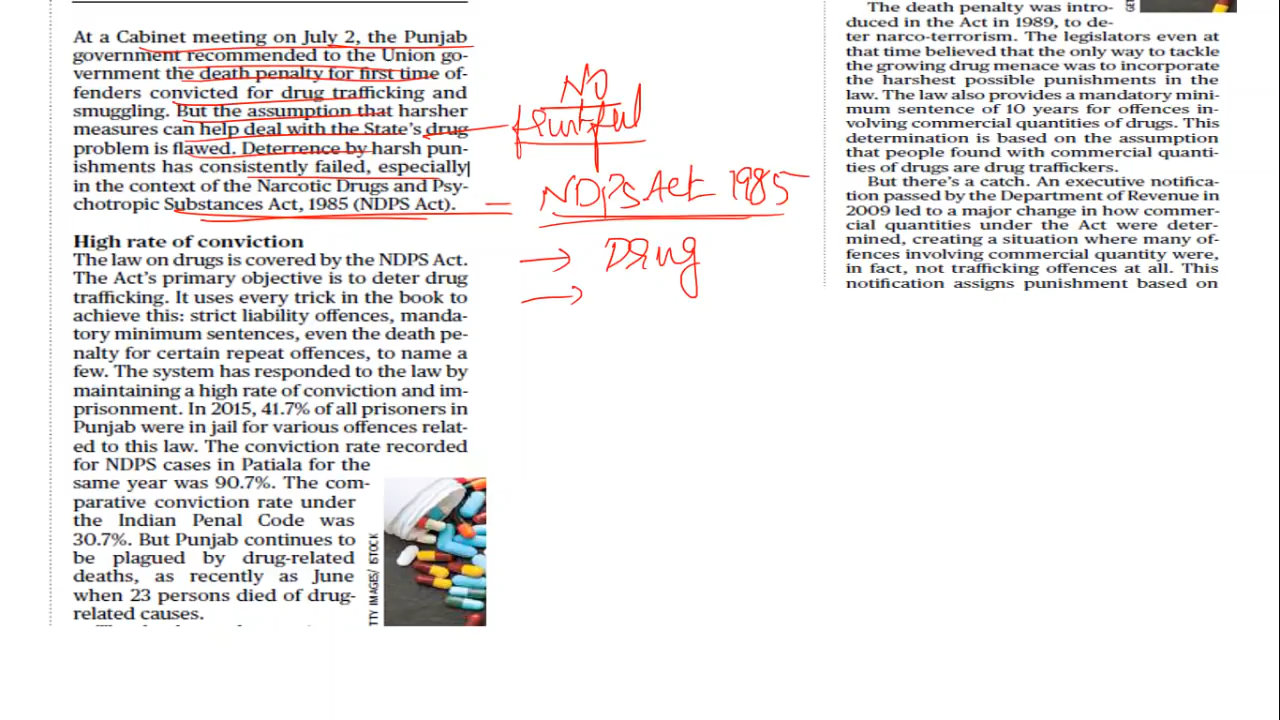 At a Cabinet meeting on July 2, the Punjab
government recommended to the Union go-
vernment the death penalty for first time of-
fenders convicted for drug trafficking and
smuggling. But the assumption that harsher
measures can help deal with the State's drug
problem is flawed. Deterrence by harsh pun-
ishments has consistently failed, especially
in the context of the Narcotic Drugs and Psy-
chotropic Substances Act, 1985 (NDPS Act).
High rate of conviction
The law on drugs is covered by the NDPS Act.
The Act's primary objective is to deter drug
trafficking. It uses every trick in the book to
achieve this: strict liability offences, manda-
tory minimum sentences, even the death pe-
nalty for certain repeat offences, to name a
few. The system has responded to the law by
maintaining a high rate of conviction and im-
prisonment. In 2015, 41.7% of all prisoners in
Punjab were in jail for various offences relat-
ed to this law. The conviction rate recorded
for NDPS cases in Patiala for the
same year was 90.7%. The com-
parative conviction rate under
the Indian Penal Code was
30.7%. But Punjab continues to
be plagued by drug-related
deaths, as recently as June
when 23 persons died of drug-
related causes.
TTY IMAGES/ ISTOCK
No
fruitful
NDPS Act 1985
→ Drug
→
The death penalty was intro-
duced in the Act in 1989, to de-
ter narco-terrorism. The legislators even at
that time believed that the only way to tackle
the growing drug menace was to incorporate
the harshest possible punishments in the
law. The law also provides a mandatory mini-
mum sentence of 10 years for offences in-
volving commercial quantities of drugs. This
determination is based on the assumption
that people found with commercial quanti-
ties of drugs are drug traffickers.
But there's a catch. An executive notifica-
tion passed by the Department of Revenue in
2009 led to a major change in how commer-
cial quantities under the Act were deter-
mined, creating a situation where many of-
fences involving commercial quantity were,
in fact, not trafficking offences at all. This
notification assigns punishment based on